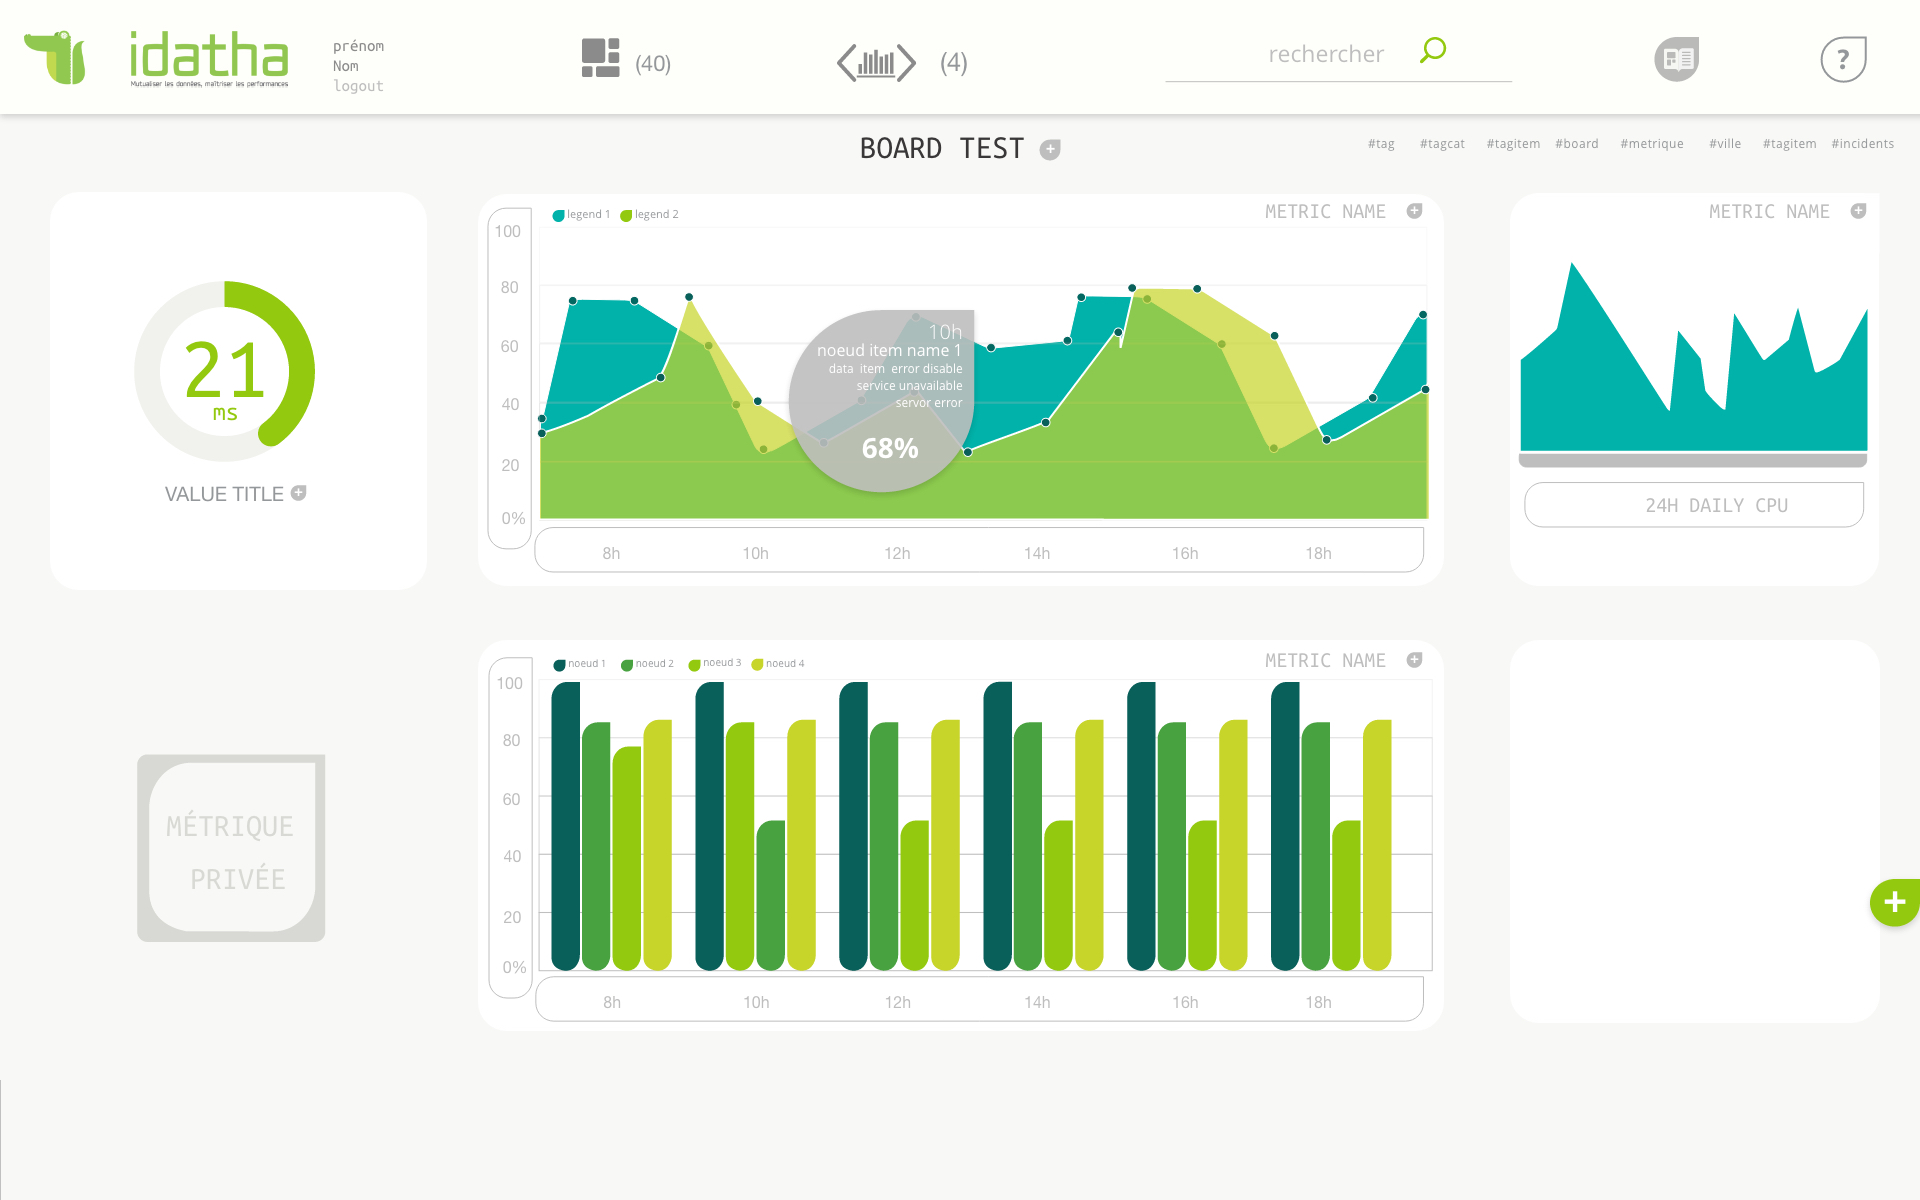 idatha
Mutualiser les données, maîtriser les performances
prénom
Nom
logout
(40)
(4)
rechercher
?
BOARD TEST
#tag #tagcat #tagitem #board #metrique #ville #tagitem #incidents
21
ms
VALUE TITLE
legend 1 legend 2
METRIC NAME
100
80
60
40
20
0%
10h
noeud item name 1
data item error disable
service unavailable
servor error
68%
8h 10h 12h 14h 16h 18h
METRIC NAME
24H DAILY CPU
MÉTRIQUE
PRIVÉE
noeud 1 noeud 2 noeud 3 noeud 4
METRIC NAME
100
80
60
40
20
0%
8h 10h 12h 14h 16h 18h